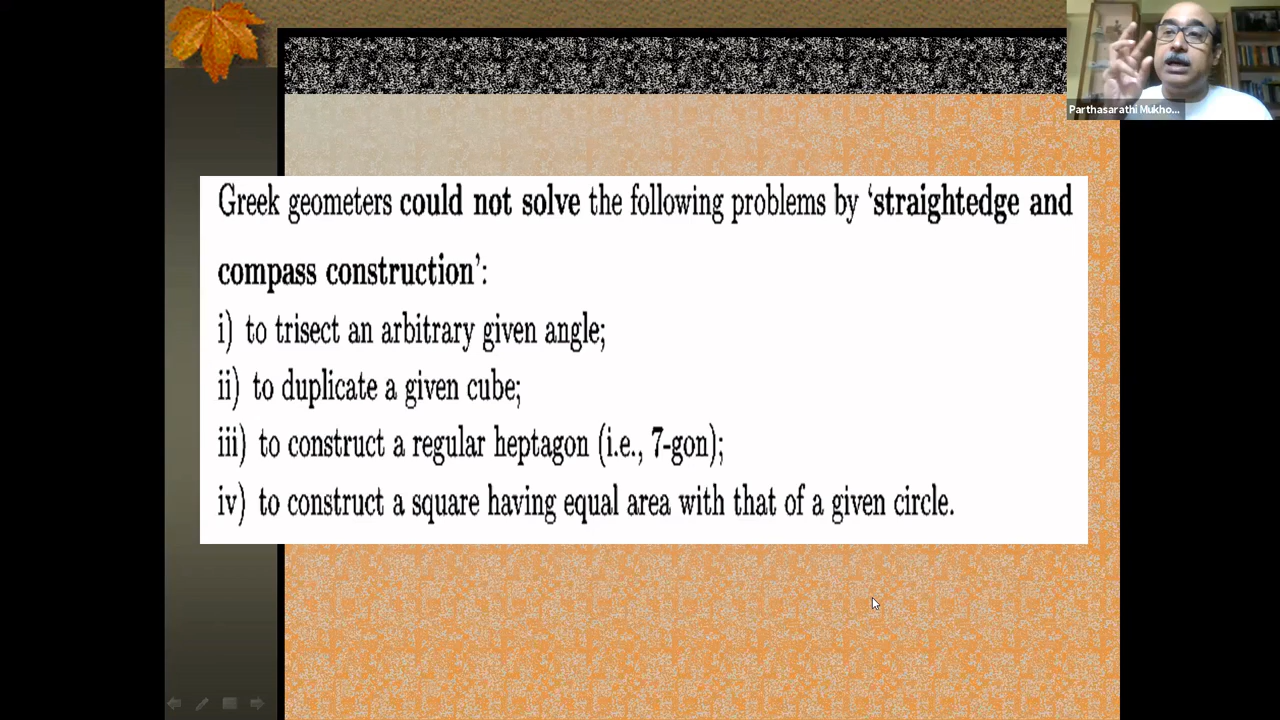 Parthasarathi Mukho...
Greek geometers could not solve the following problems by ‘straightedge and
compass construction’:
i) to trisect an arbitrary given angle;
ii) to duplicate a given cube;
iii) to construct a regular heptagon (i.e., 7-gon);
iv) to construct a square having equal area with that of a given circle.